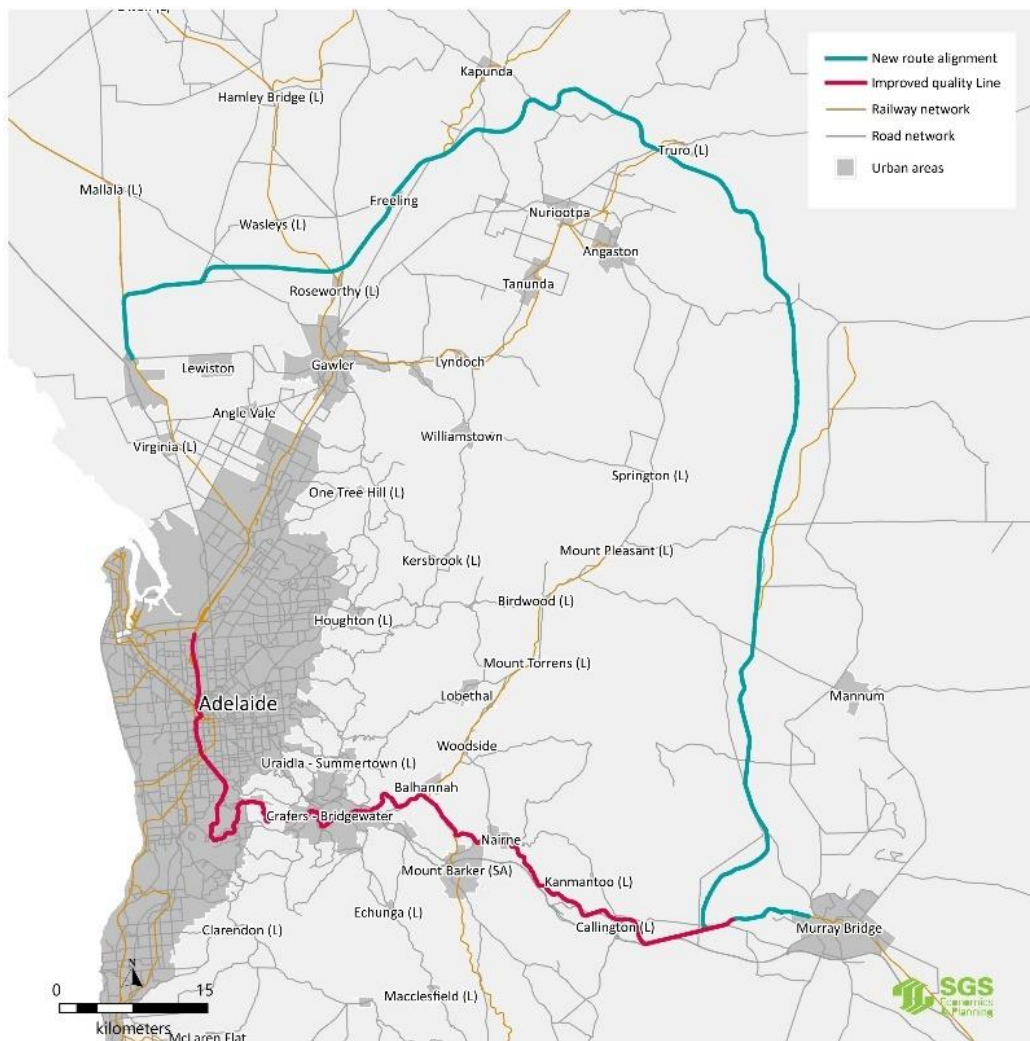 New route alignment
Improved quality Line
Railway network
Road network
Urban areas
Kapunda
Hamley Bridge (L)
Truro (L)
Mallala (L)
Freeling
Nuriootpa
Wasleys (L)
Angaston
Tanunda
Roseworthy (L)
Lewiston
Gawler
Lyndoch
Angle Vale
Virginia (L)
Williamstown
Springton (L)
One Tree Hill (L)
Mount Pleasant (L)
Kersbrook (L)
Birdwood (L)
Houghton (L)
Mount Torrens (L)
Lobethal
Mannum
Adelaide
Woodside
Uraidla - Summertown (L)
Balhannah
Crafers - Bridgewater
Nairne
Mount Barker (SA)
Kanmantoo (L)
Echunga (L)
Callington (L)
Murray Bridge
Clarendon (L)
N
0 15
kilometers
Macclesfield (L)
McLaren Flat
SGS
Economics
& Planning